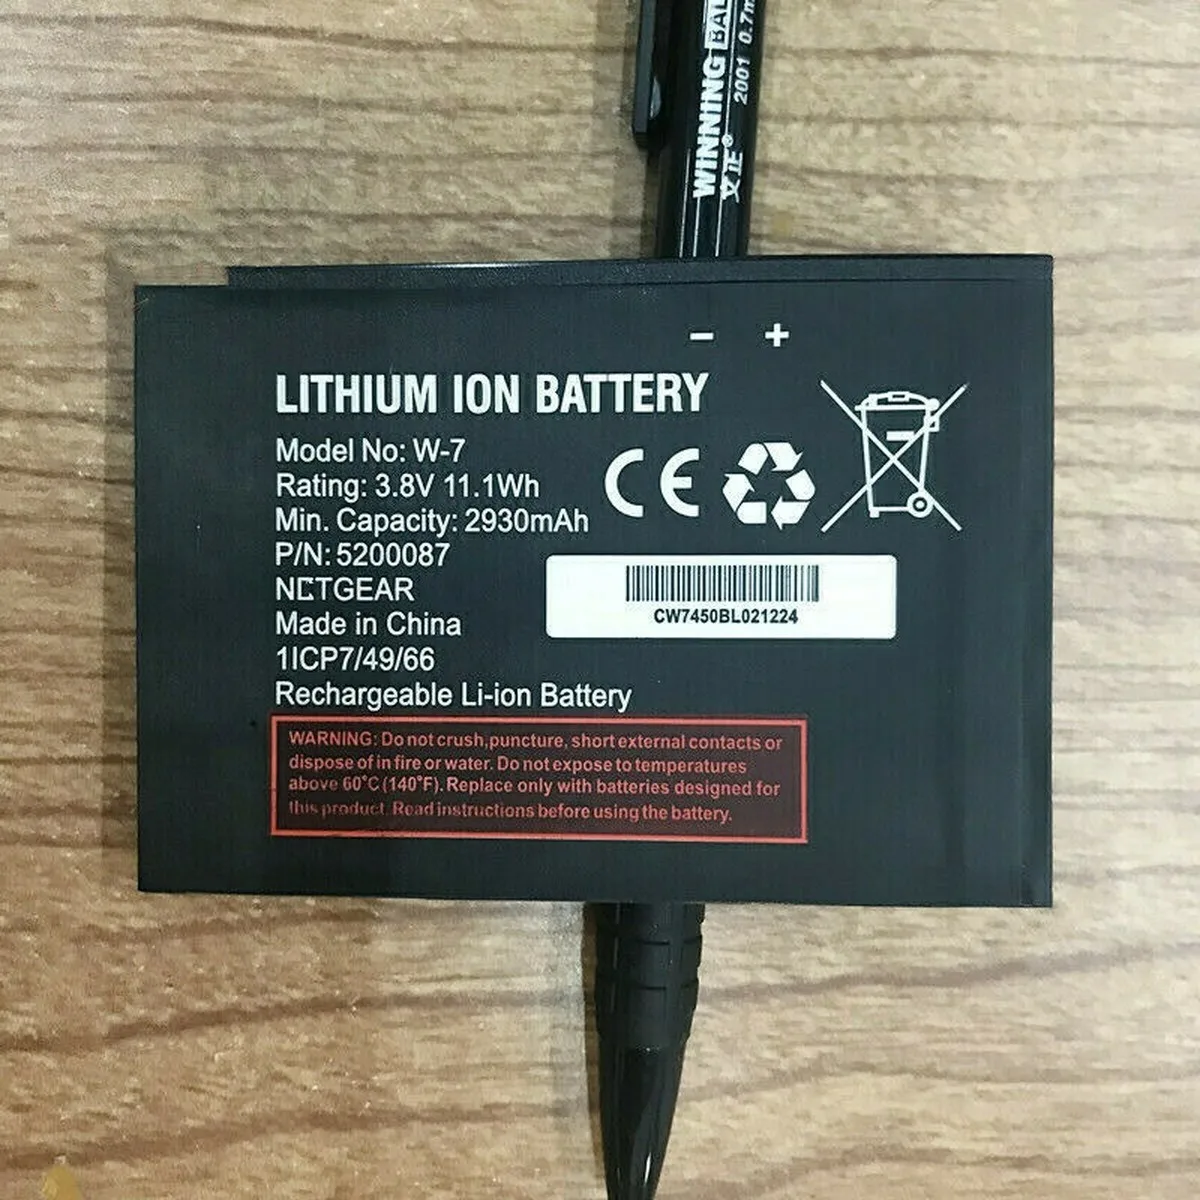 WINNING BAL
文正® 2001 0.7m
− +
LITHIUM ION BATTERY
Model No: W-7
Rating: 3.8V 11.1Wh
Min. Capacity: 2930mAh
P/N: 5200087
NETGEAR
Made in China
1ICP7/49/66
Rechargeable Li-ion Battery
CE
CW7450BL021224
WARNING: Do not crush,puncture, short external contacts or
dispose of in fire or water. Do not expose to temperatures
above 60°C (140°F). Replace only with batteries designed for
this product. Read instructions before using the battery.